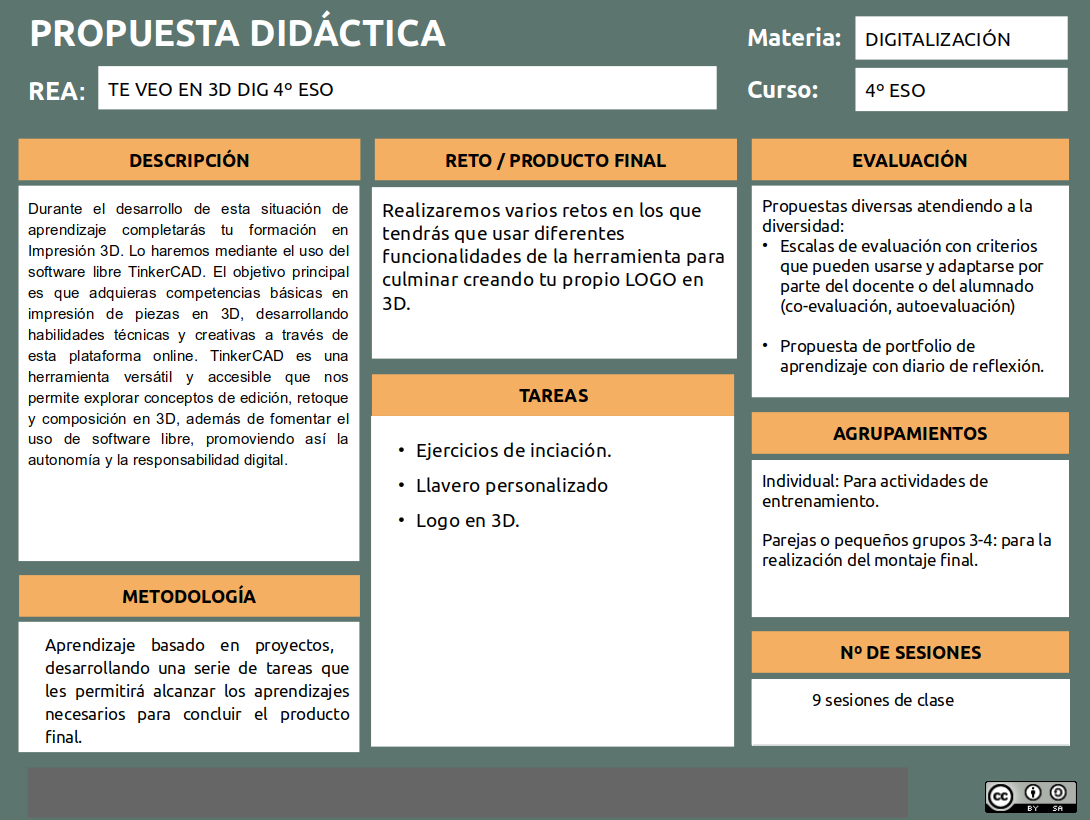 PROPUESTA DIDÁCTICA
Materia:
DIGITALIZACIÓN
REA:
TE VEO EN 3D DIG 4º ESO
Curso:
4º ESO
DESCRIPCIÓN
Durante el desarrollo de esta situación de
aprendizaje completarás tu formación en
Impresión 3D. Lo haremos mediante el uso del
software libre TinkerCAD. El objetivo principal
es que adquieras competencias básicas en
impresión de piezas en 3D, desarrollando
habilidades técnicas y creativas a través de
esta plataforma online. TinkerCAD es una
herramienta versátil y accesible que nos
permite explorar conceptos de edición, retoque
y composición en 3D, además de fomentar el
uso de software libre, promoviendo así la
autonomía y la responsabilidad digital.
METODOLOGÍA
Aprendizaje basado en proyectos,
desarrollando una serie de tareas que
les permitirá alcanzar los aprendizajes
necesarios para concluir el producto
final.
RETO / PRODUCTO FINAL
Realizaremos varios retos en los que
tendrás que usar diferentes
funcionalidades de la herramienta para
culminar creando tu propio LOGO en
3D.
TAREAS
• Ejercicios de inciación.
• Llavero personalizado
• Logo en 3D.
EVALUACIÓN
Propuestas diversas atendiendo a la
diversidad:
• Escalas de evaluación con criterios
que pueden usarse y adaptarse por
parte del docente o del alumnado
(co-evaluación, autoevaluación)
• Propuesta de portfolio de
aprendizaje con diario de reflexión.
AGRUPAMIENTOS
Individual: Para actividades de
entrenamiento.
Parejas o pequeños grupos 3-4: para la
realización del montaje final.
Nº DE SESIONES
9 sesiones de clase
cc
BY SA